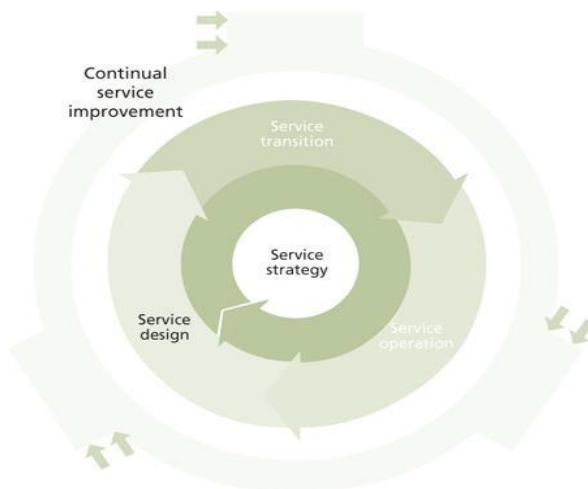 Continual
service
improvement
Service
transition
Service
strategy
Service
design
Service
operation